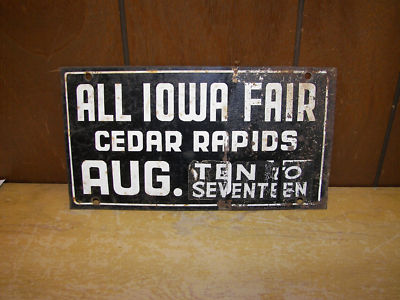 ALL IOWA FAIR
CEDAR RAPIDS
AUG. TEN TO
SEVENTEEN